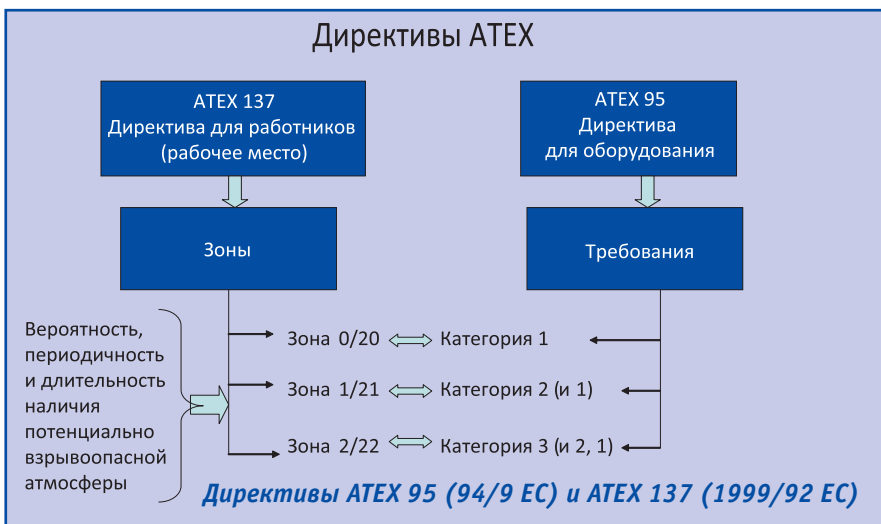 Директивы ATEX
ATEX 137
Директива для работников
(рабочее место)
ATEX 95
Директива
для оборудования
Зоны
Требования
Вероятность,
периодичность
и длительность
наличия
потенциально
взрывоопасной
атмосферы
Зона 0/20 Категория 1
Зона 1/21 Категория 2 (и 1)
Зона 2/22 Категория 3 (и 2, 1)
Директивы ATEX 95 (94/9 EC) и ATEX 137 (1999/92 EC)